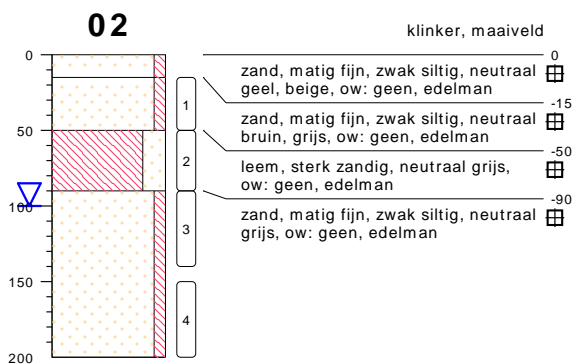 02
klinker, maaiveld
0
0
zand, matig fijn, zwak siltig, neutraal
geel, beige, ow: geen, edelman
-15
1
zand, matig fijn, zwak siltig, neutraal
bruin, grijs, ow: geen, edelman
50
-50
2
leem, sterk zandig, neutraal grijs,
ow: geen, edelman
-90
100
zand, matig fijn, zwak siltig, neutraal
grijs, ow: geen, edelman
3
150
4
200